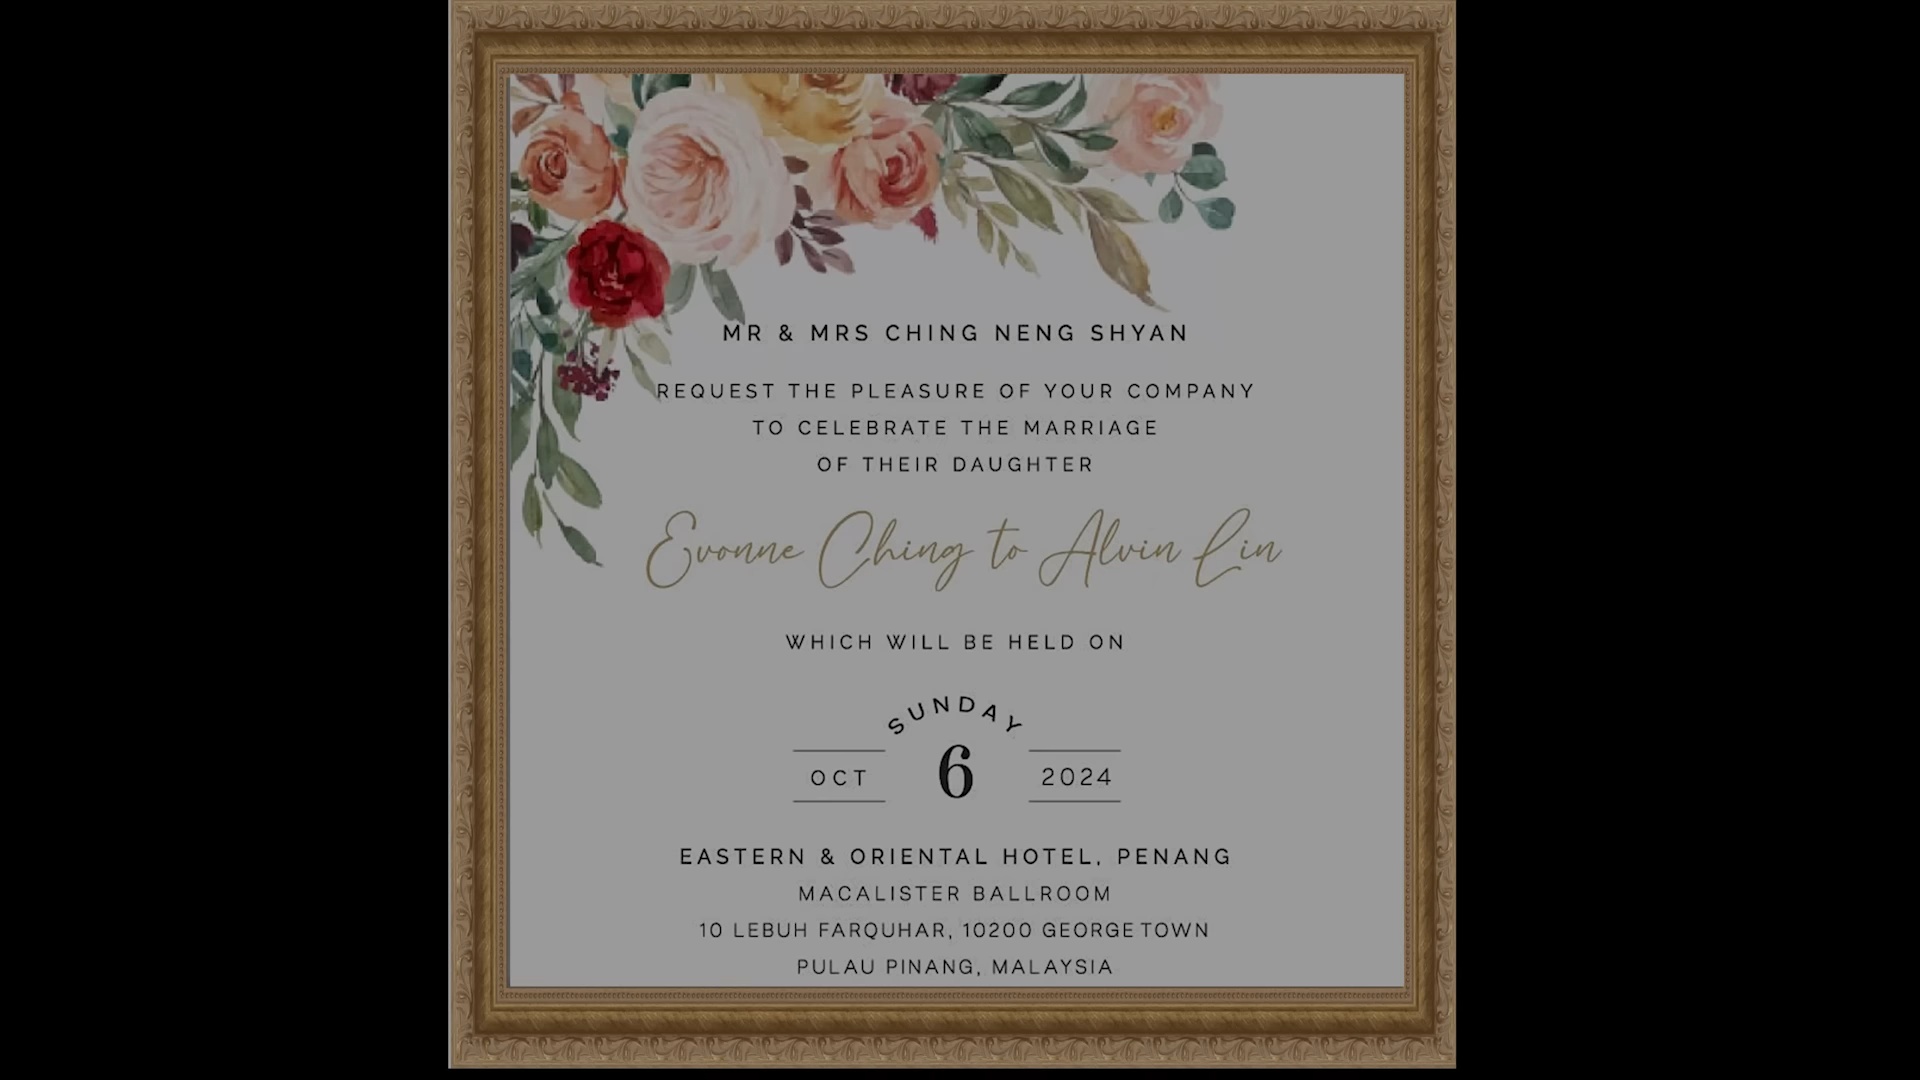 MR & MRS CHING NENG SHYAN
REQUEST THE PLEASURE OF YOUR COMPANY
TO CELEBRATE THE MARRIAGE
OF THEIR DAUGHTER
Evonne Ching to Alvin Lin
WHICH WILL BE HELD ON
SUNDAY
OCT 6 2024
EASTERN & ORIENTAL HOTEL, PENANG
MACALISTER BALLROOM
10 LEBUH FARQUHAR, 10200 GEORGETOWN
PULAU PINANG, MALAYSIA